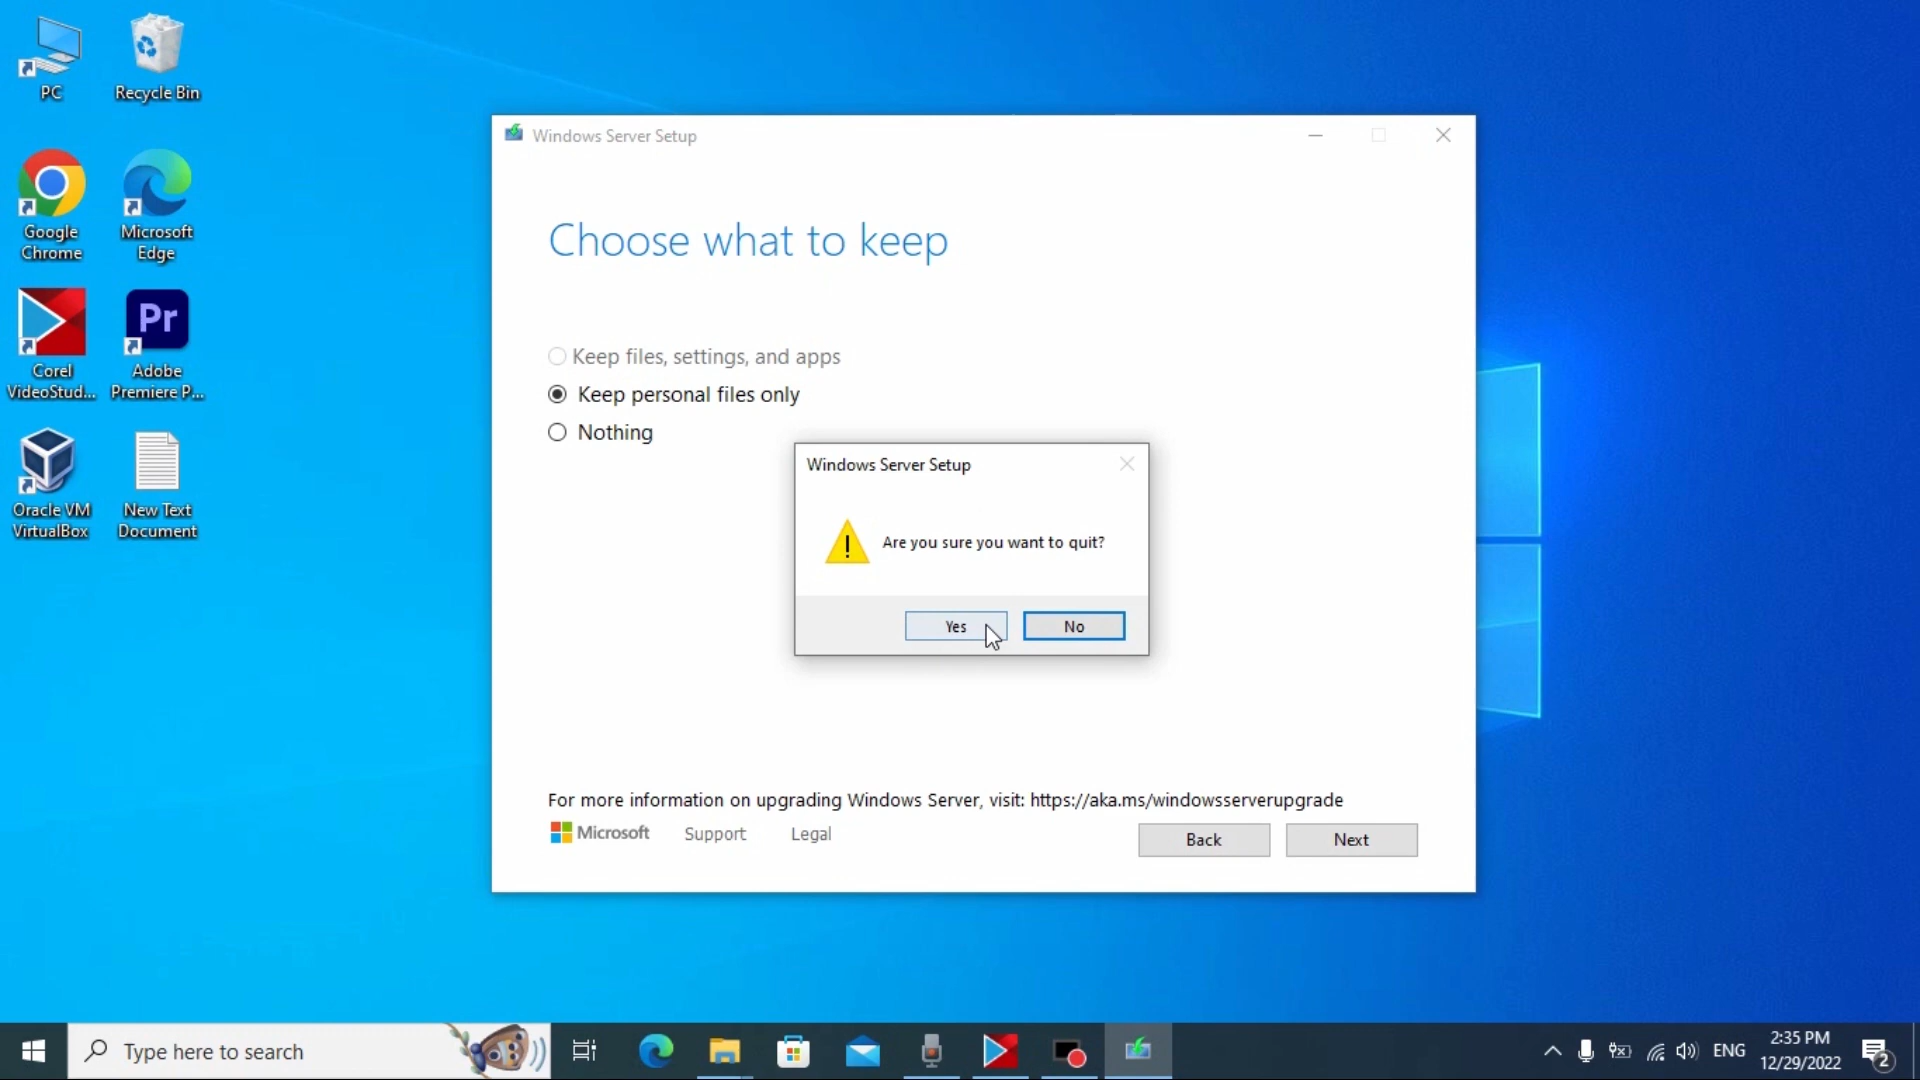 PC
Recycle Bin
Google
Chrome
Microsoft
Edge
Corel
VideoStud...
Pr
Adobe
Premiere P...
Oracle VM
VirtualBox
New Text
Document
Windows Server Setup
Choose what to keep
Keep files, settings, and apps
Keep personal files only
Nothing
Windows Server Setup
Are you sure you want to quit?
Yes
No
For more information on upgrading Windows Server, visit: https://aka.ms/windowsserverupgrade
Microsoft
Support
Legal
Back
Next
Type here to search
ENG
2:35 PM
12/29/2022
2